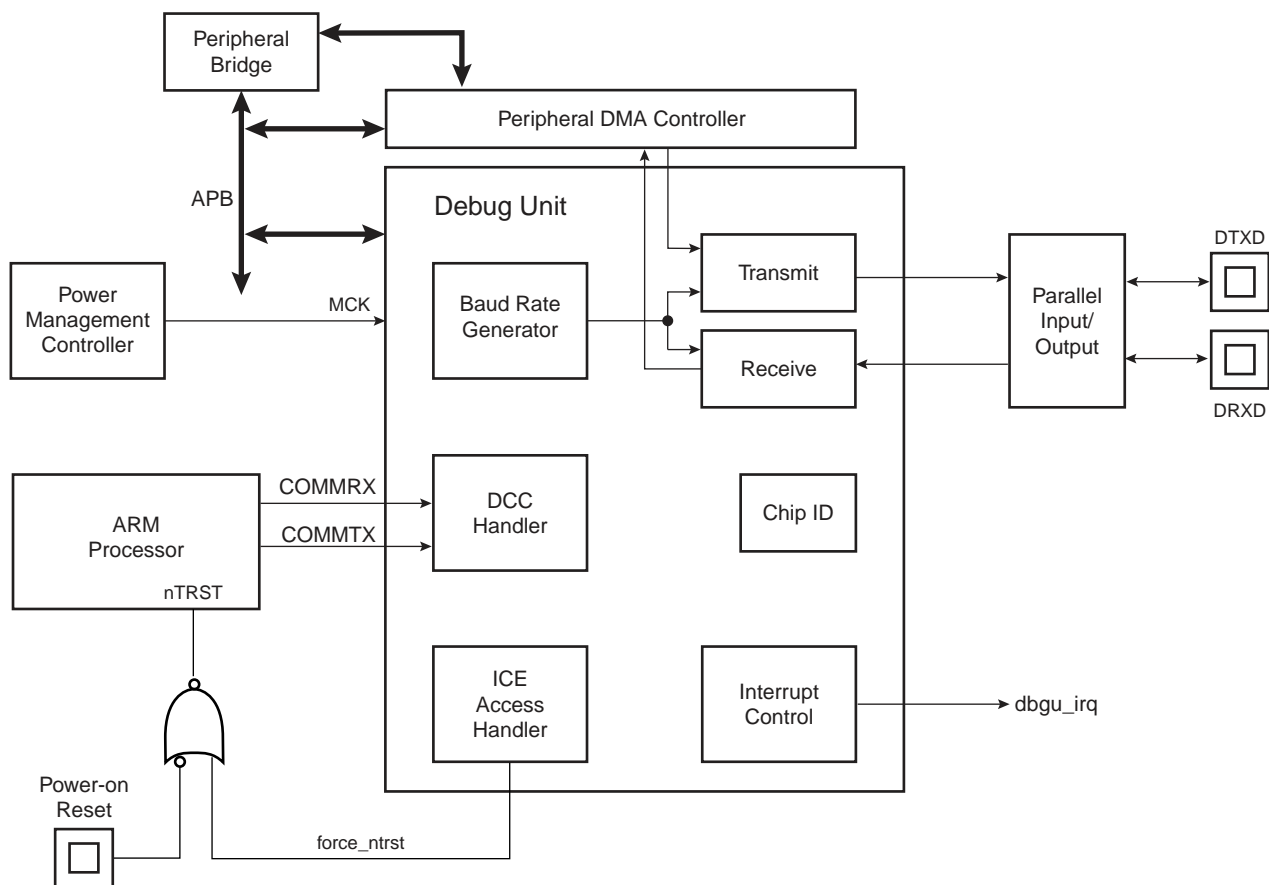 Peripheral
Bridge
Peripheral DMA Controller
APB
Debug Unit
DTXD
Transmit
Power
Management
Controller
MCK
Baud Rate
Generator
Parallel
Input/
Output
Receive
DRXD
COMMRX
ARM
Processor
COMMTX
DCC
Handler
Chip ID
nTRST
ICE
Access
Handler
Interrupt
Control
dbgu_irq
Power-on
Reset
force_ntrst